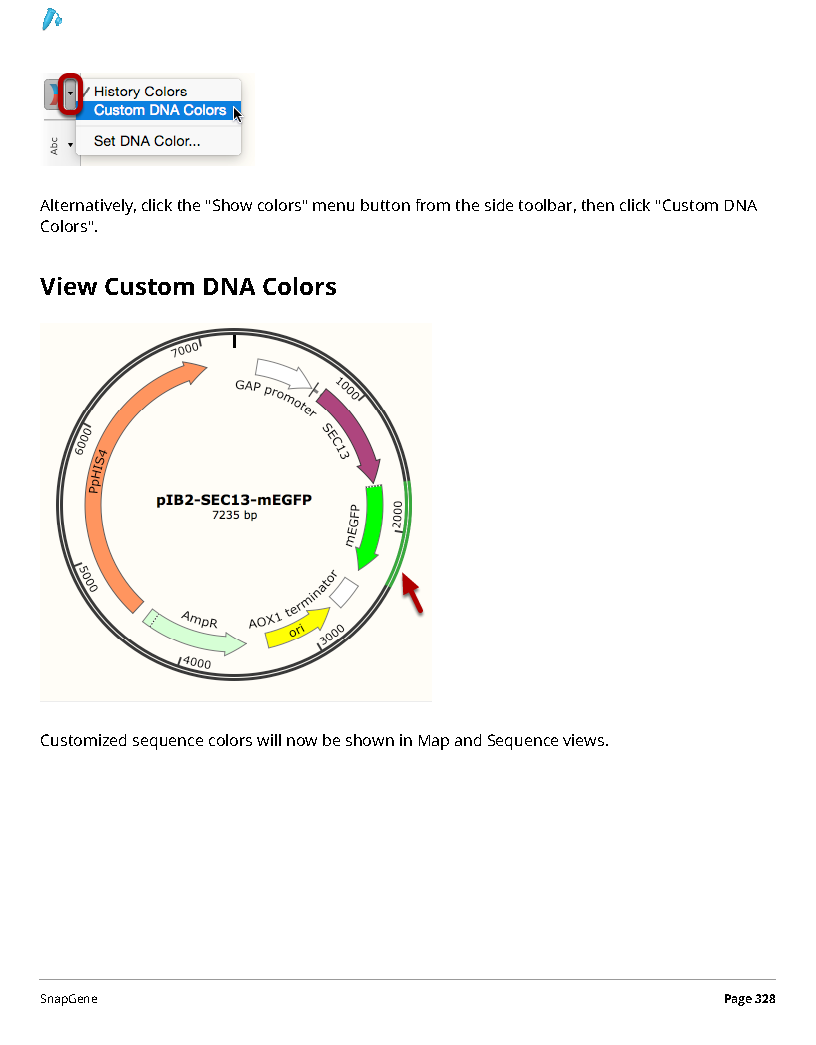 History Colors
Custom DNA Colors
Set DNA Color...
Abc
Alternatively, click the "Show colors" menu button from the side toolbar, then click "Custom DNA
Colors".
View Custom DNA Colors
7000
1000
GAP promoter
SEC13
6000
PpHIS4
pIB2-SEC13-mEGFP
7235 bp
mEGFP
2000
5000
AmpR
AOX1 terminator
ori
3000
4000
Customized sequence colors will now be shown in Map and Sequence views.
SnapGene
Page 328